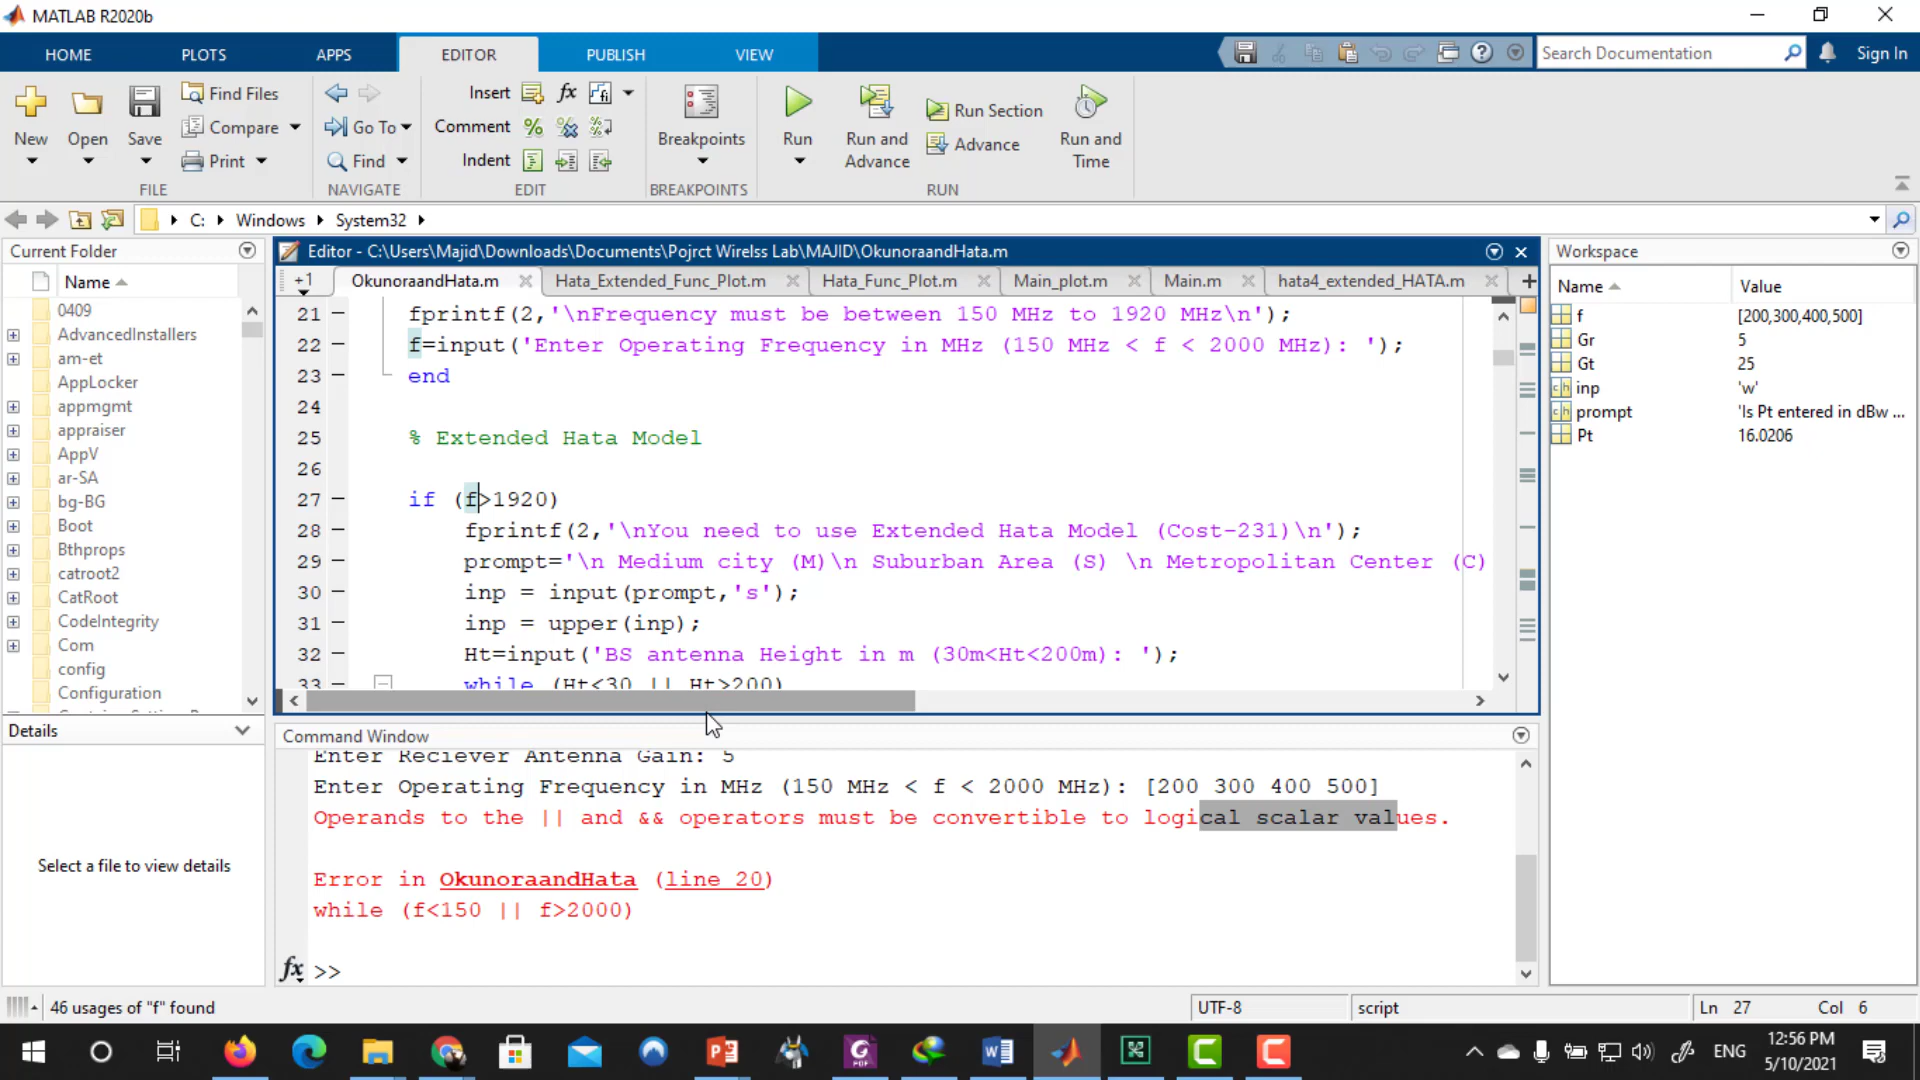 MATLAB R2020b
HOME PLOTS APPS EDITOR PUBLISH VIEW
Search Documentation Sign In
New Open Save Find Files Compare Print
FILE
Go To Find
NAVIGATE
Insert fx
Comment
Indent
EDIT
Breakpoints
BREAKPOINTS
Run
Run and Advance
Run Section
Advance
Run and Time
RUN
C: Windows System32
Current Folder
Name
0409
AdvancedInstallers
am-et
AppLocker
appmgmt
appraiser
AppV
ar-SA
bg-BG
Boot
Bthprops
catroot2
CatRoot
CodeIntegrity
Com
config
Configuration
Details
Select a file to view details
Editor - C:\Users\Majid\Downloads\Documents\Pojrct Wirelss Lab\MAJID\OkunoraandHata.m
+1 OkunoraandHata.m Hata_Extended_Func_Plot.m Hata_Func_Plot.m Main_plot.m Main.m hata4_extended_HATA.m
21 fprintf(2,'\nFrequency must be between 150 MHz to 1920 MHz\n');
22 f=input('Enter Operating Frequency in MHz (150 MHz < f < 2000 MHz): ');
23 end
24
25 % Extended Hata Model
26
27 if (f>1920)
28 fprintf(2,'\nYou need to use Extended Hata Model (Cost-231)\n');
29 prompt='\n Medium city (M)\n Suburban Area (S) \n Metropolitan Center (C)
30 inp = input(prompt,'s');
31 inp = upper(inp);
32 Ht=input('BS antenna Height in m (30m<Ht<200m): ');
33 while (Ht<30 || Ht>200)
Command Window
Enter Reciever Antenna Gain: 5
Enter Operating Frequency in MHz (150 MHz < f < 2000 MHz): [200 300 400 500]
Operands to the || and && operators must be convertible to logical scalar values.
Error in OkunoraandHata (line 20)
while (f<150 || f>2000)
fx >>
Workspace
Name Value
f [200,300,400,500]
Gr 5
Gt 25
inp 'w'
prompt 'Is Pt entered in dBw ...
Pt 16.0206
46 usages of "f" found
UTF-8 script Ln 27 Col 6
ENG
12:56 PM
5/10/2021